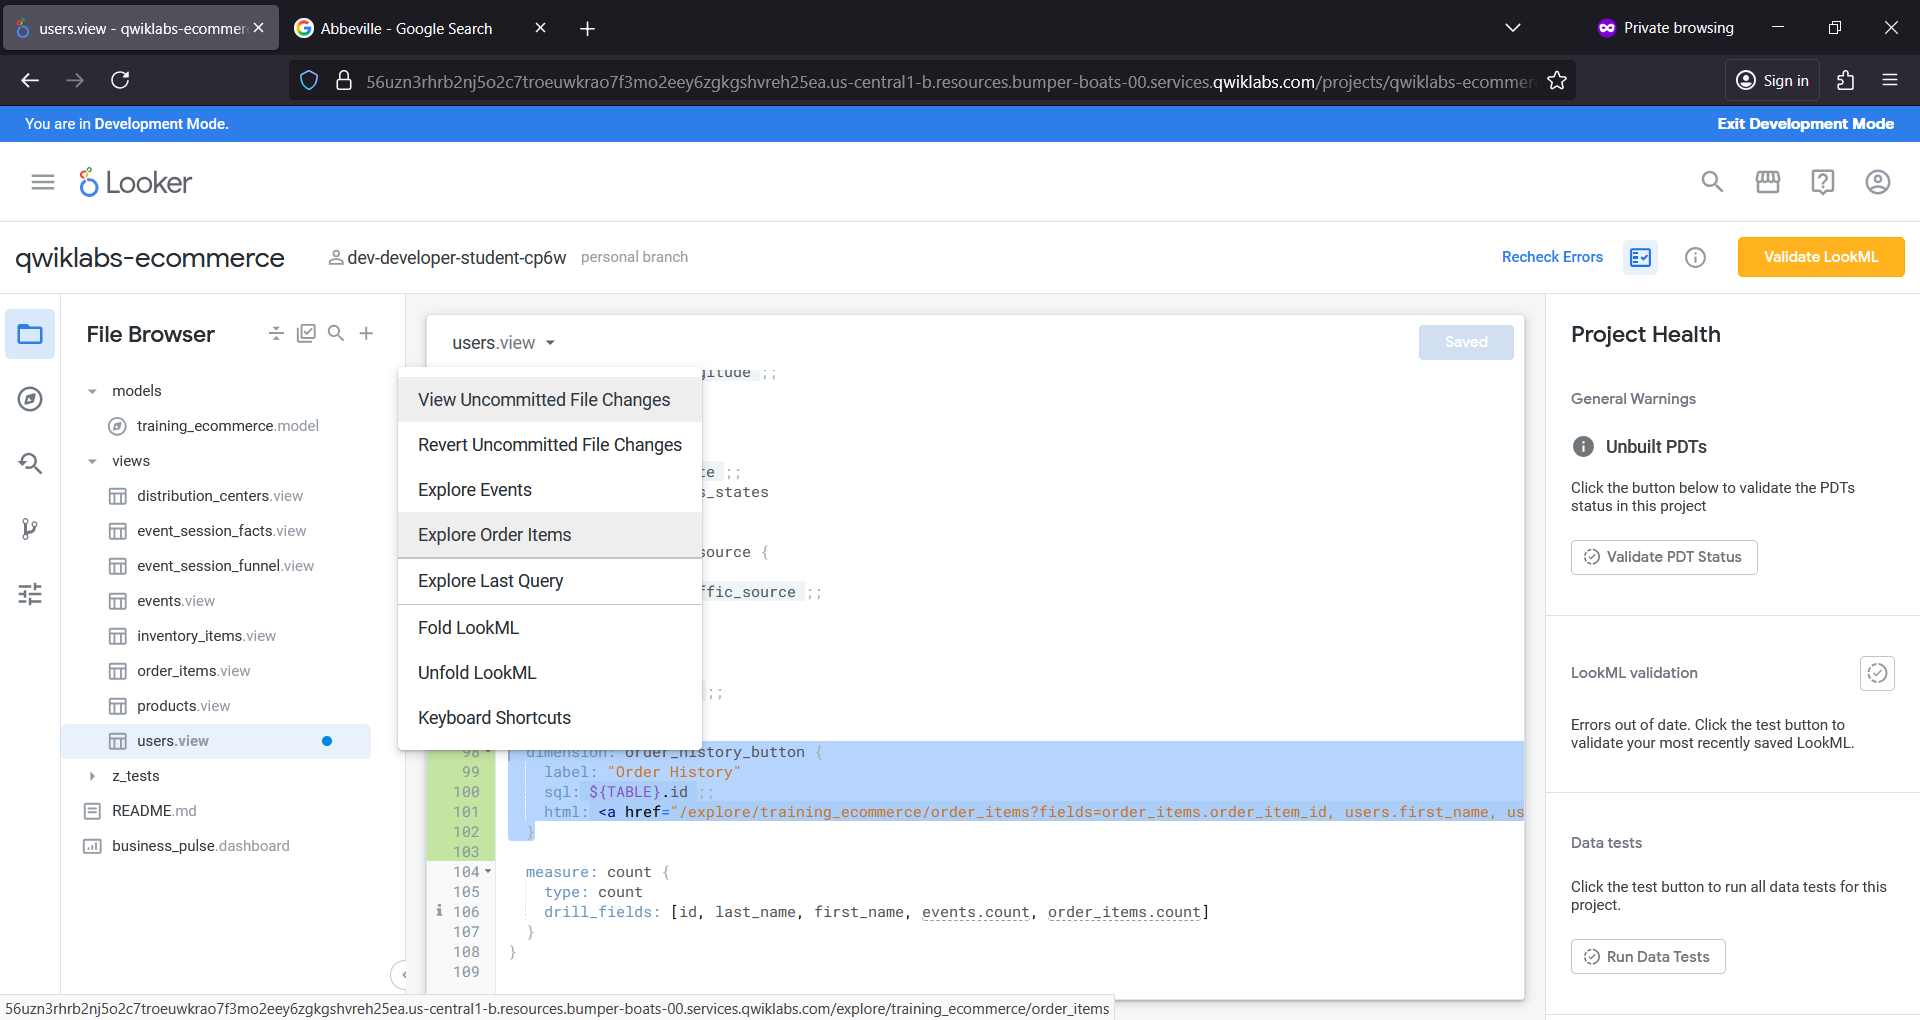 users.view - qwiklabs-ecommer
Abbeville - Google Search
Private browsing
56uzn3rhrb2nj5o2c7troeuwkrao7f3mo2eey6zgkgshvreh25ea.us-central1-b.resources.bumper-boats-00.services.qwiklabs.com/projects/qwiklabs-ecommer
Sign in
You are in Development Mode.
Exit Development Mode
Looker
qwiklabs-ecommerce
dev-developer-student-cp6w personal branch
Recheck Errors
Validate LookML
File Browser
models
training_ecommerce.model
views
distribution_centers.view
event_session_facts.view
event_session_funnel.view
events.view
inventory_items.view
order_items.view
products.view
users.view
z_tests
README.md
business_pulse.dashboard
users.view
Saved
View Uncommitted File Changes
Revert Uncommitted File Changes
Explore Events
Explore Order Items
Explore Last Query
Fold LookML
Unfold LookML
Keyboard Shortcuts
gitude ;;
te ;;
s_states
source {
ffic_source ;;
;;
98 dimension: order_history_button {
99 label: "Order History"
100 sql: ${TABLE}.id ;;
101 html: <a href="/explore/training_ecommerce/order_items?fields=order_items.order_item_id, users.first_name, us
102 }
103
104 measure: count {
105 type: count
106 drill_fields: [id, last_name, first_name, events.count, order_items.count]
107 }
108 }
109
Project Health
General Warnings
Unbuilt PDTs
Click the button below to validate the PDTs
status in this project
Validate PDT Status
LookML validation
Errors out of date. Click the test button to
validate your most recently saved LookML.
Data tests
Click the test button to run all data tests for this
project.
Run Data Tests
56uzn3rhrb2nj5o2c7troeuwkrao7f3mo2eey6zgkgshvreh25ea.us-central1-b.resources.bumper-boats-00.services.qwiklabs.com/explore/training_ecommerce/order_items